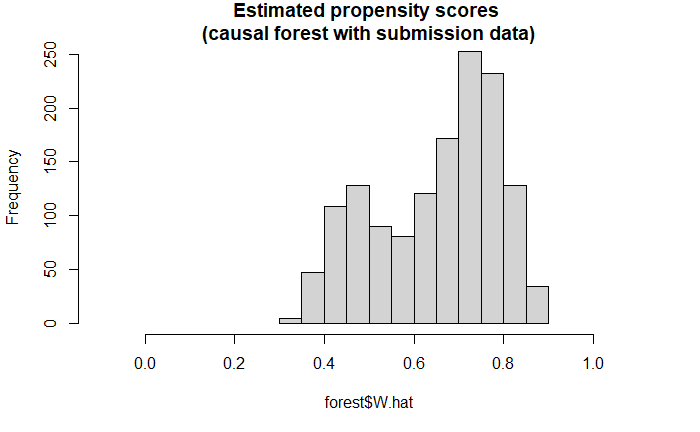 Estimated propensity scores
(causal forest with submission data)
Frequency
250
200
150
100
50
0
0.0 0.2 0.4 0.6 0.8 1.0
forest$W.hat